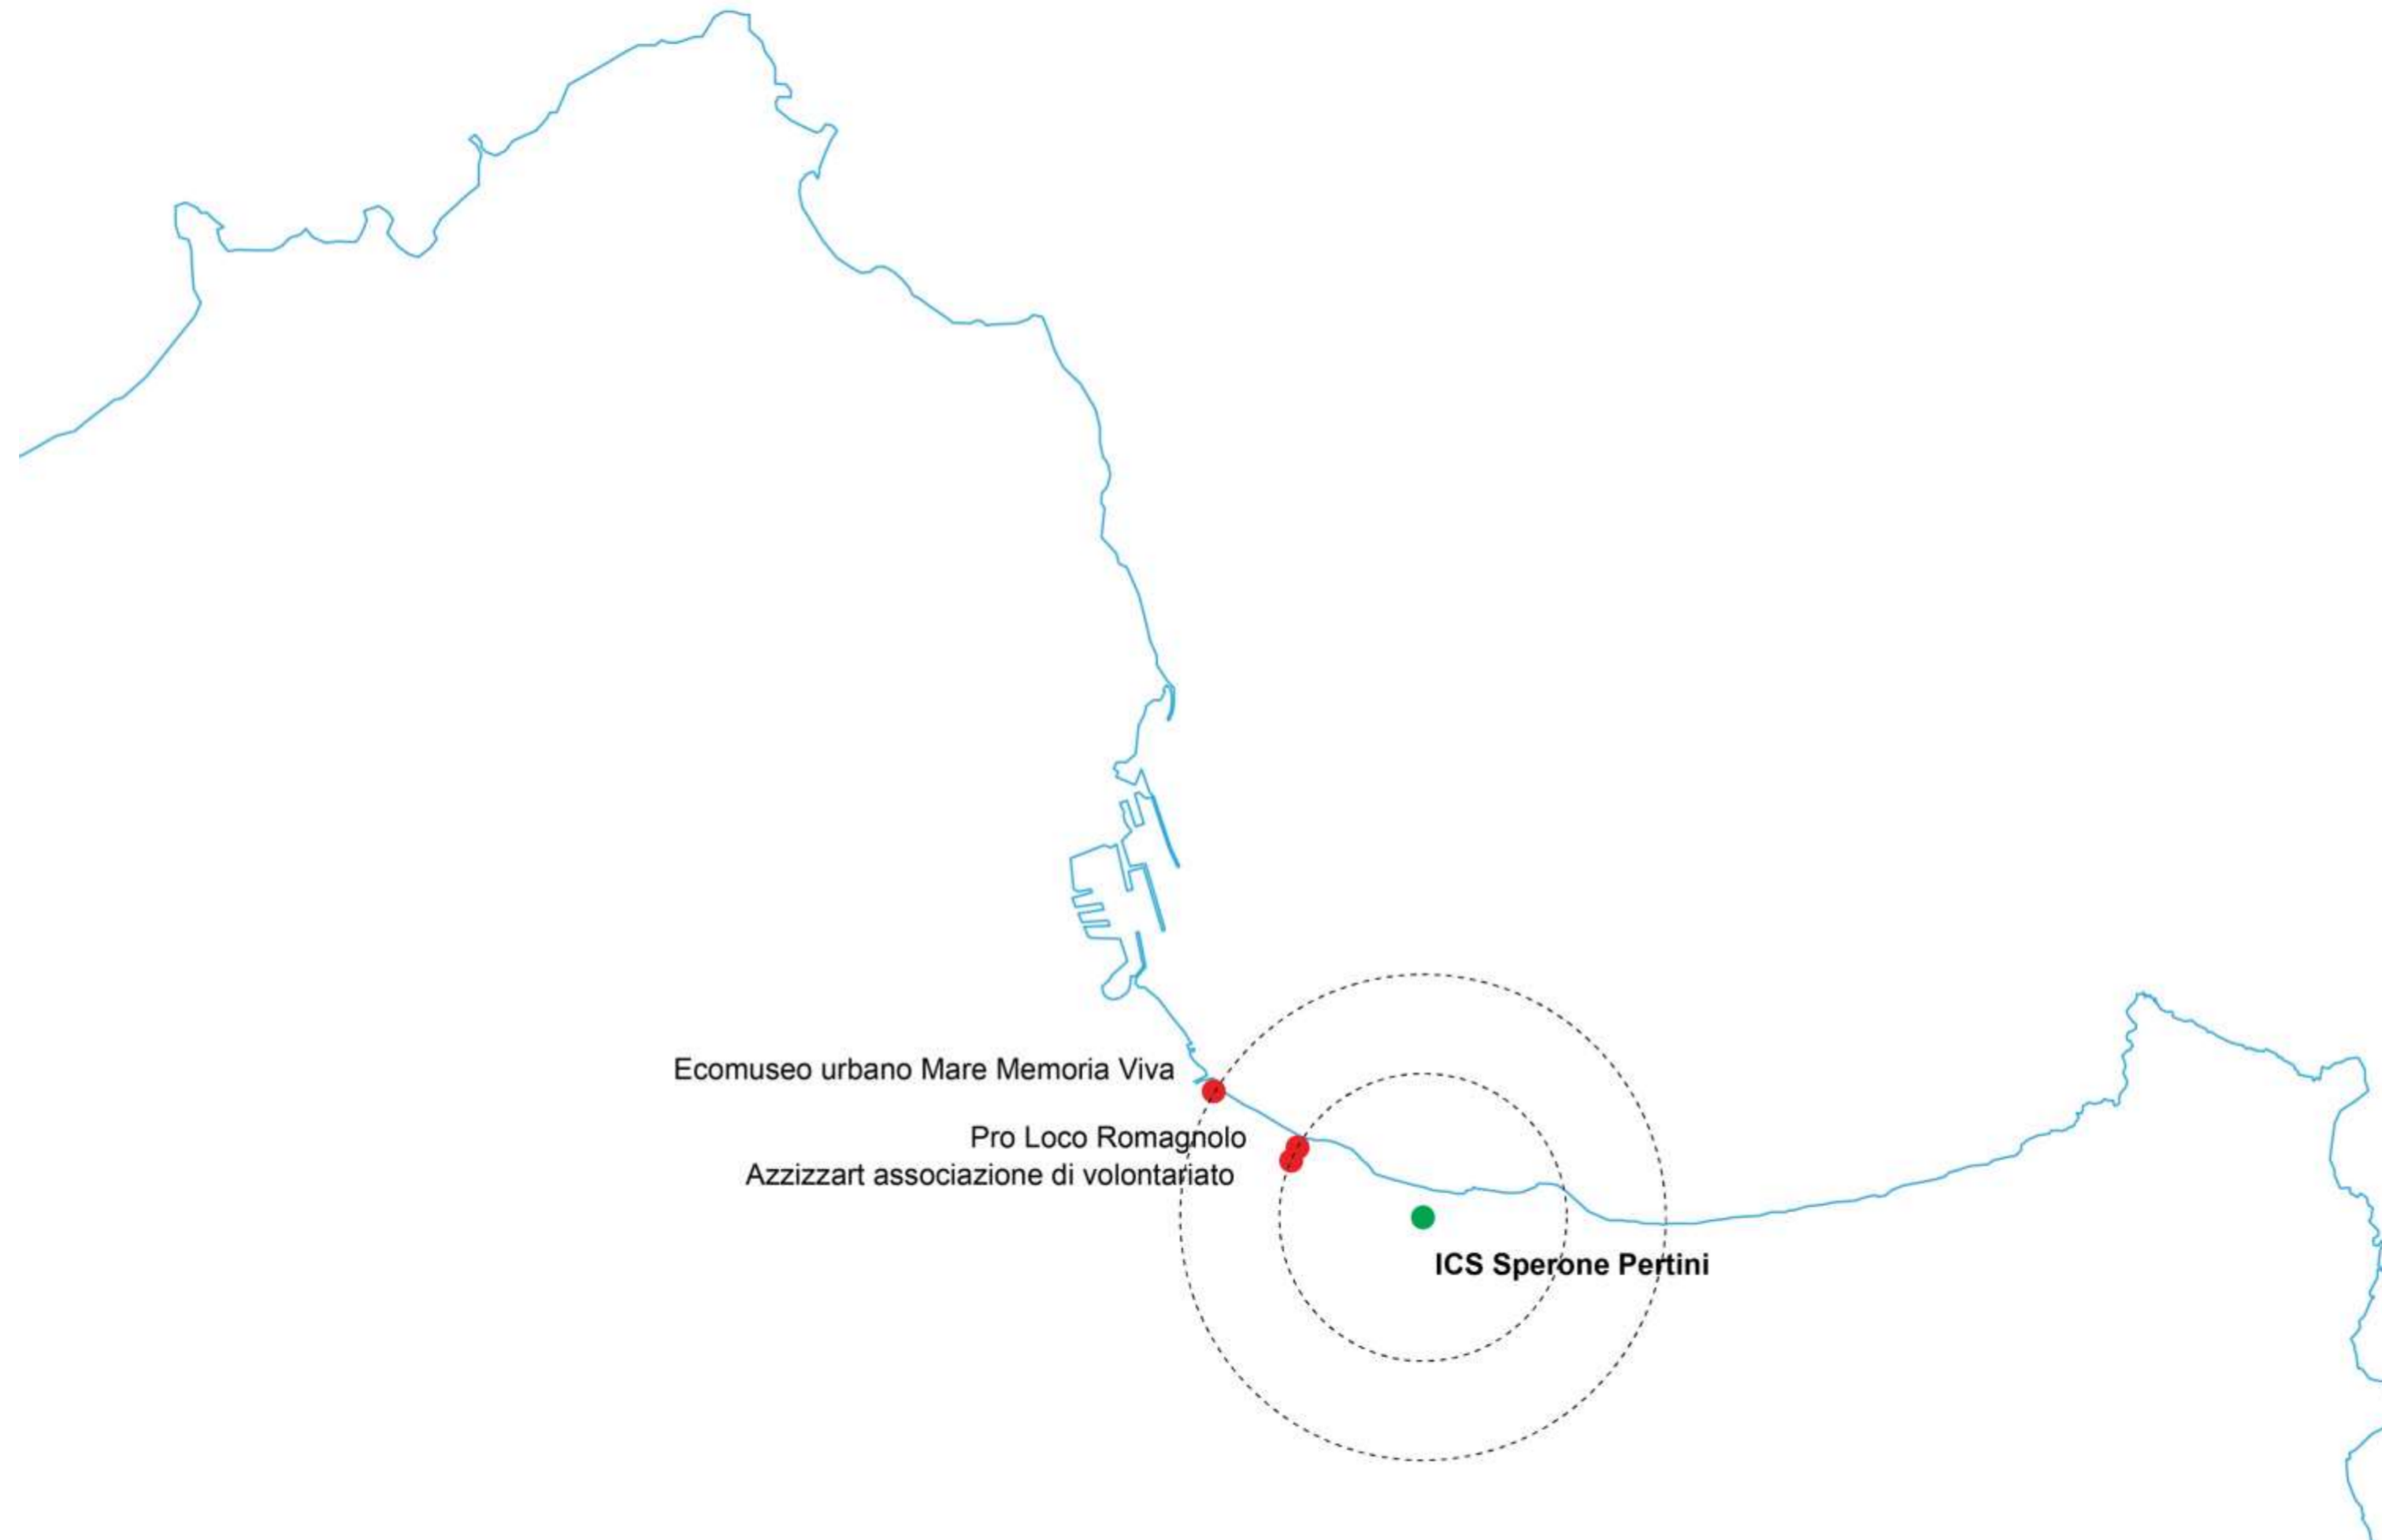 Ecomuseo urbano Mare Memoria Viva
Pro Loco Romagnolo
Azzizzart associazione di volontariato
ICS Sperone Pertini